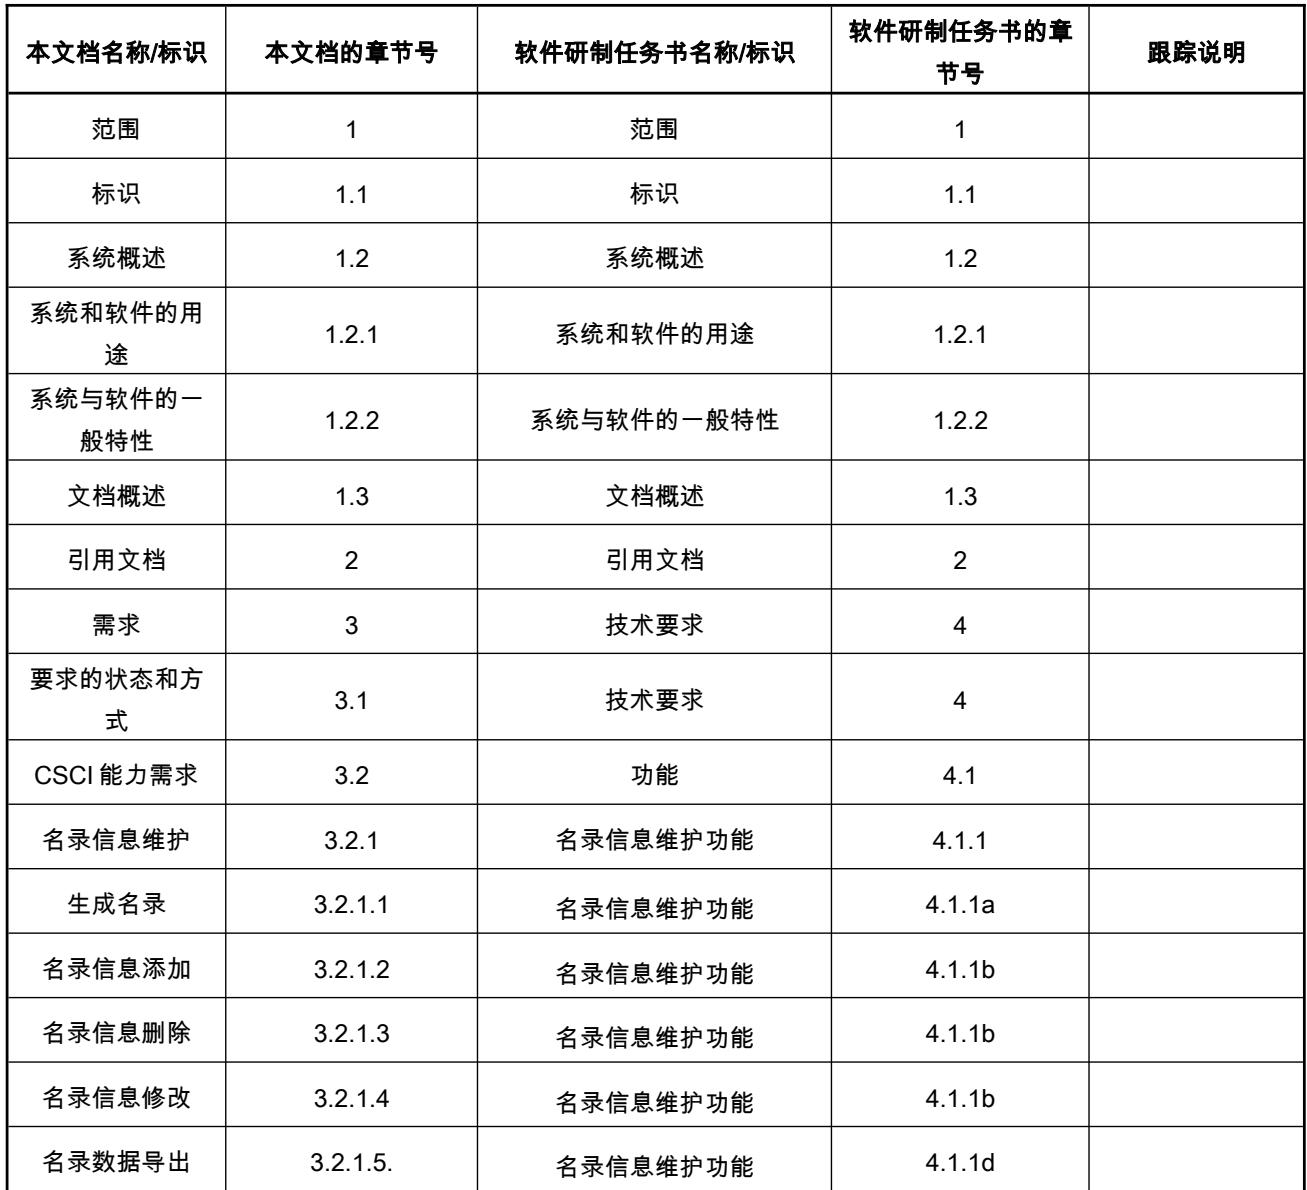 本文档名称/标识 本文档的章节号 软件研制任务书名称/标识 软件研制任务书的章节号 跟踪说明
范围 1 范围 1
标识 1.1 标识 1.1
系统概述 1.2 系统概述 1.2
系统和软件的用途 1.2.1 系统和软件的用途 1.2.1
系统与软件的一般特性 1.2.2 系统与软件的一般特性 1.2.2
文档概述 1.3 文档概述 1.3
引用文档 2 引用文档 2
需求 3 技术要求 4
要求的状态和方式 3.1 技术要求 4
CSCI 能力需求 3.2 功能 4.1
名录信息维护 3.2.1 名录信息维护功能 4.1.1
生成名录 3.2.1.1 名录信息维护功能 4.1.1a
名录信息添加 3.2.1.2 名录信息维护功能 4.1.1b
名录信息删除 3.2.1.3 名录信息维护功能 4.1.1b
名录信息修改 3.2.1.4 名录信息维护功能 4.1.1b
名录数据导出 3.2.1.5. 名录信息维护功能 4.1.1d